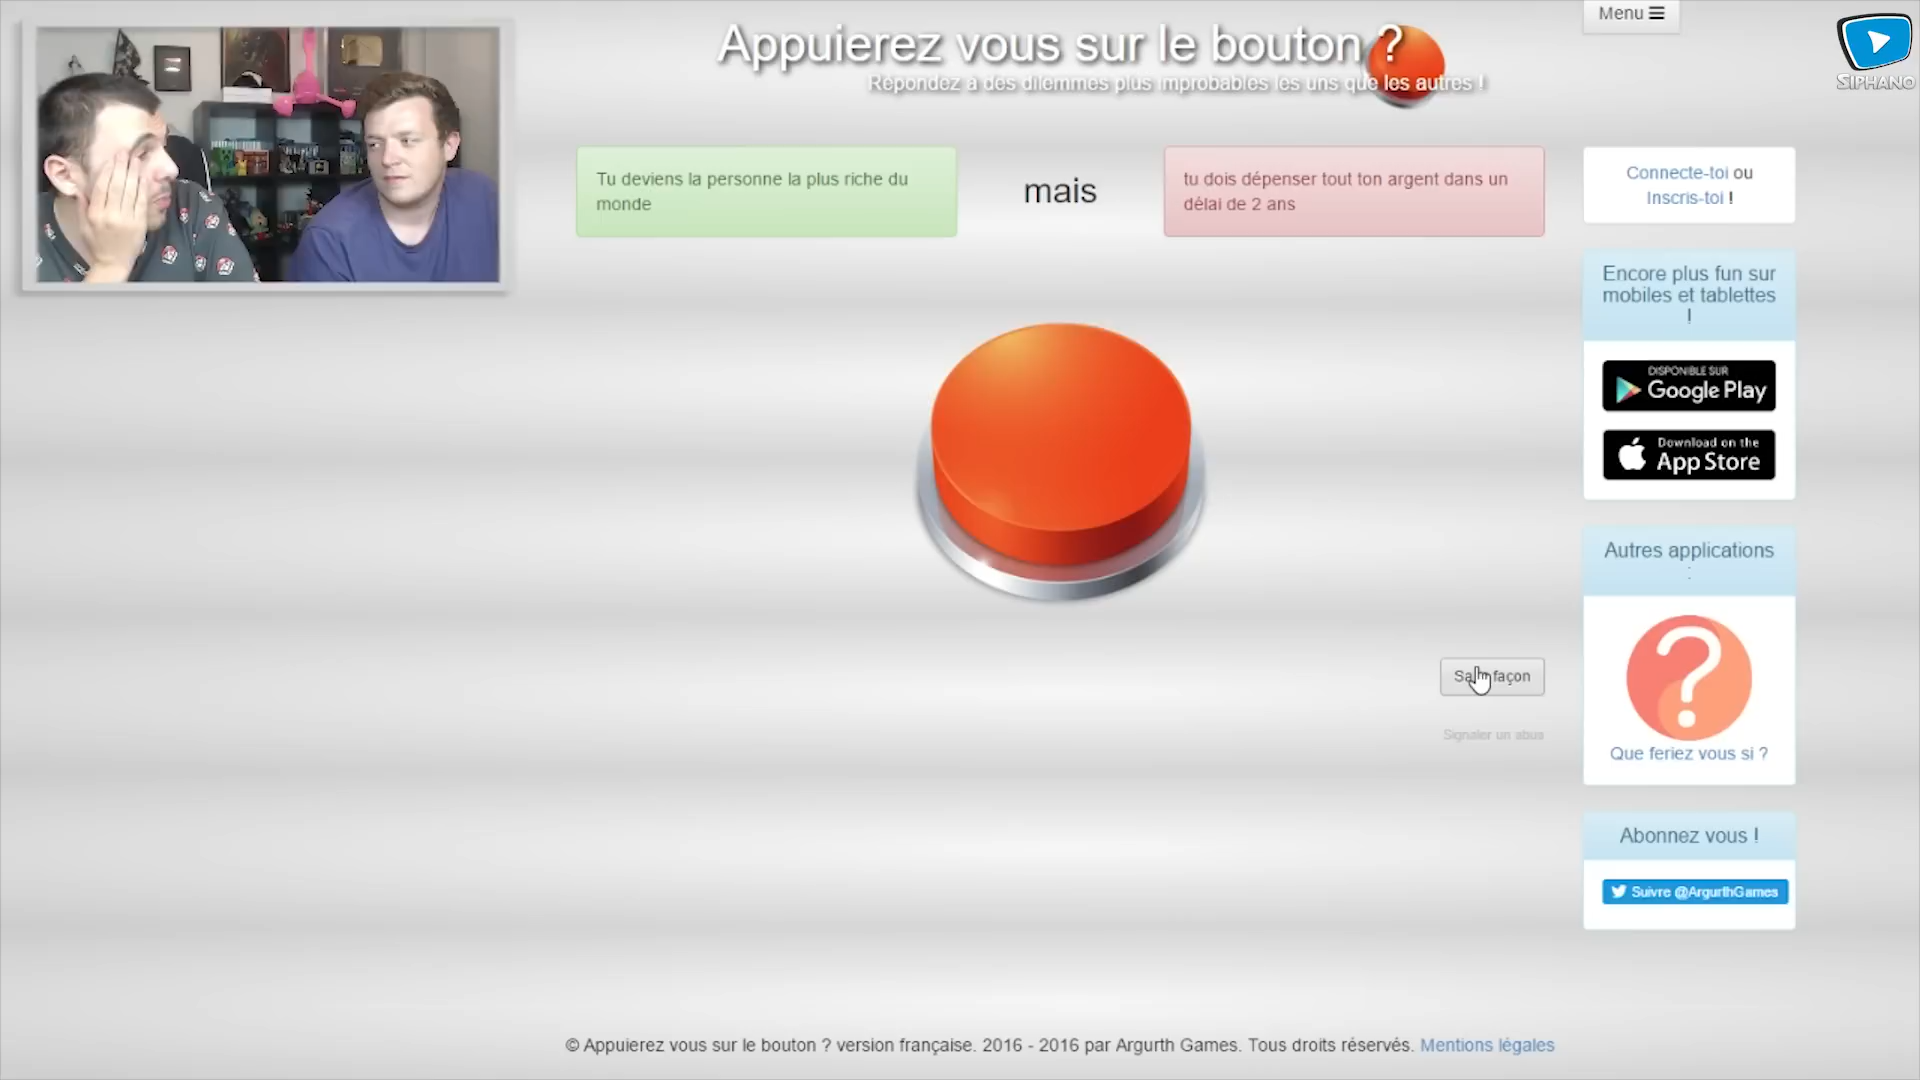 Menu
SIPHANO
Appuierez vous sur le bouton ?
Répondez à des dilemmes plus improbables les uns que les autres !
Tu deviens la personne la plus riche du
monde
mais
tu dois dépenser tout ton argent dans un
délai de 2 ans
Connecte-toi ou
Inscris-toi !
Encore plus fun sur
mobiles et tablettes
!
DISPONIBLE SUR
Google Play
Download on the
App Store
Autres applications
:
façon
Signaler un abus
Que feriez vous si ?
Abonnez vous !
Suivre @ArgurthGames
© Appuierez vous sur le bouton ? version française. 2016 - 2016 par Argurth Games. Tous droits réservés. Mentions légales